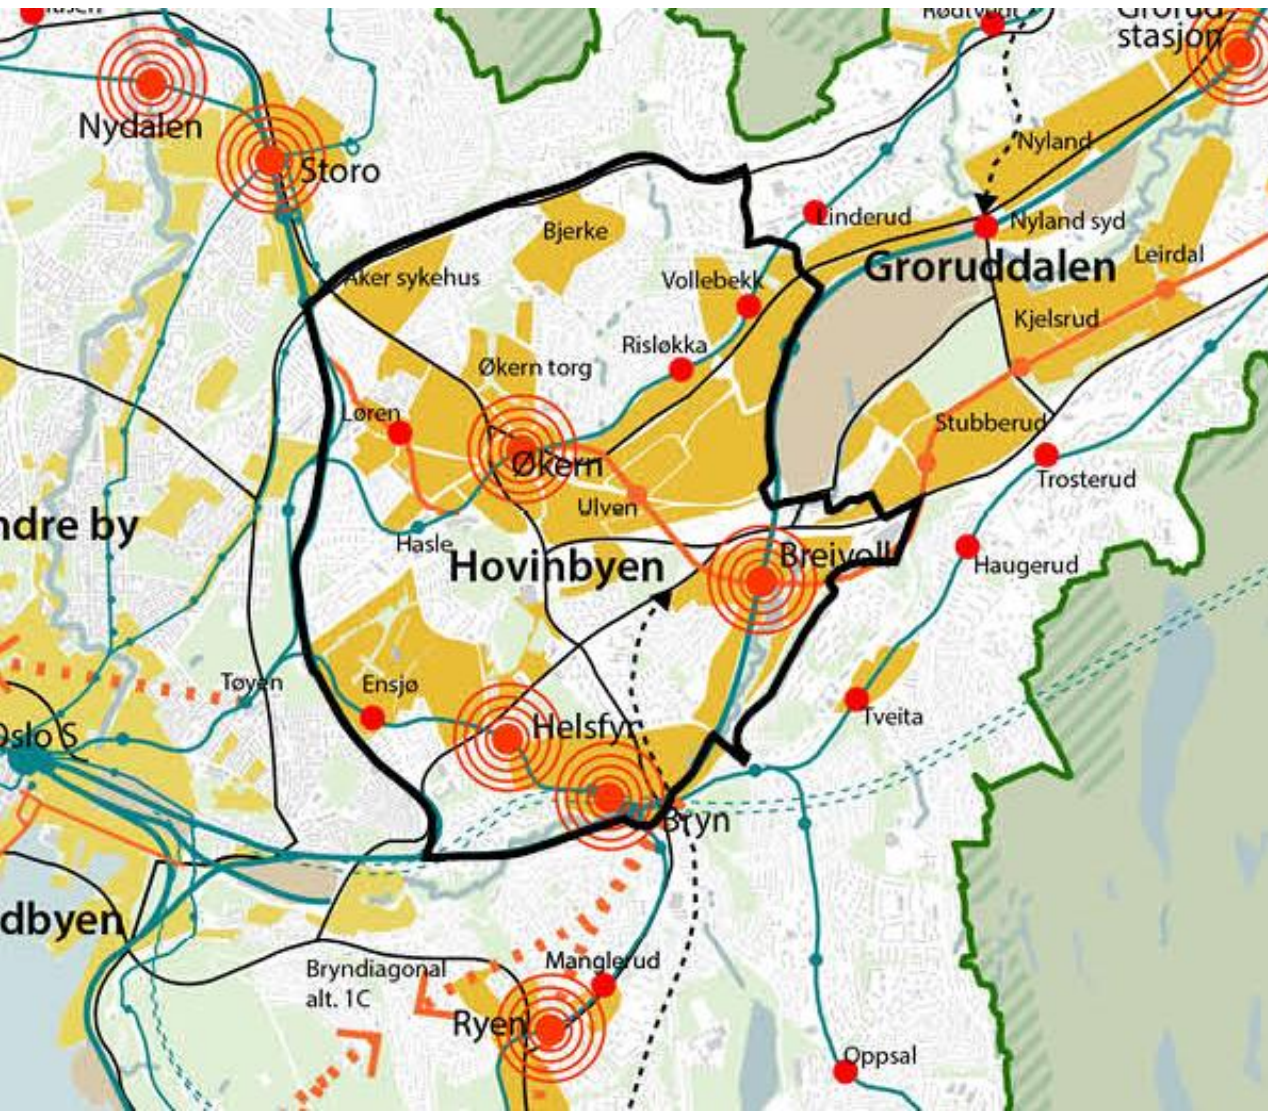 Rødtvedt
Grorud
stasjon
Nydalen
Storo
Nyland
Linderud
Nyland syd
Bjerke
Leirdal
Aker sykehus
Vollebekk
Groruddalen
Kjelsrud
Risløkka
Økern torg
Løren
Stubberud
Økern
Trosterud
Ulven
ndre by
Hasle
Breivoll
Hovinbyen
Haugerud
Tøyen
Ensjø
Tveita
Oslo S
Helsfyr
Bryn
dbyen
Bryndiagonal
alt. 1C
Manglerud
Ryen
Oppsal